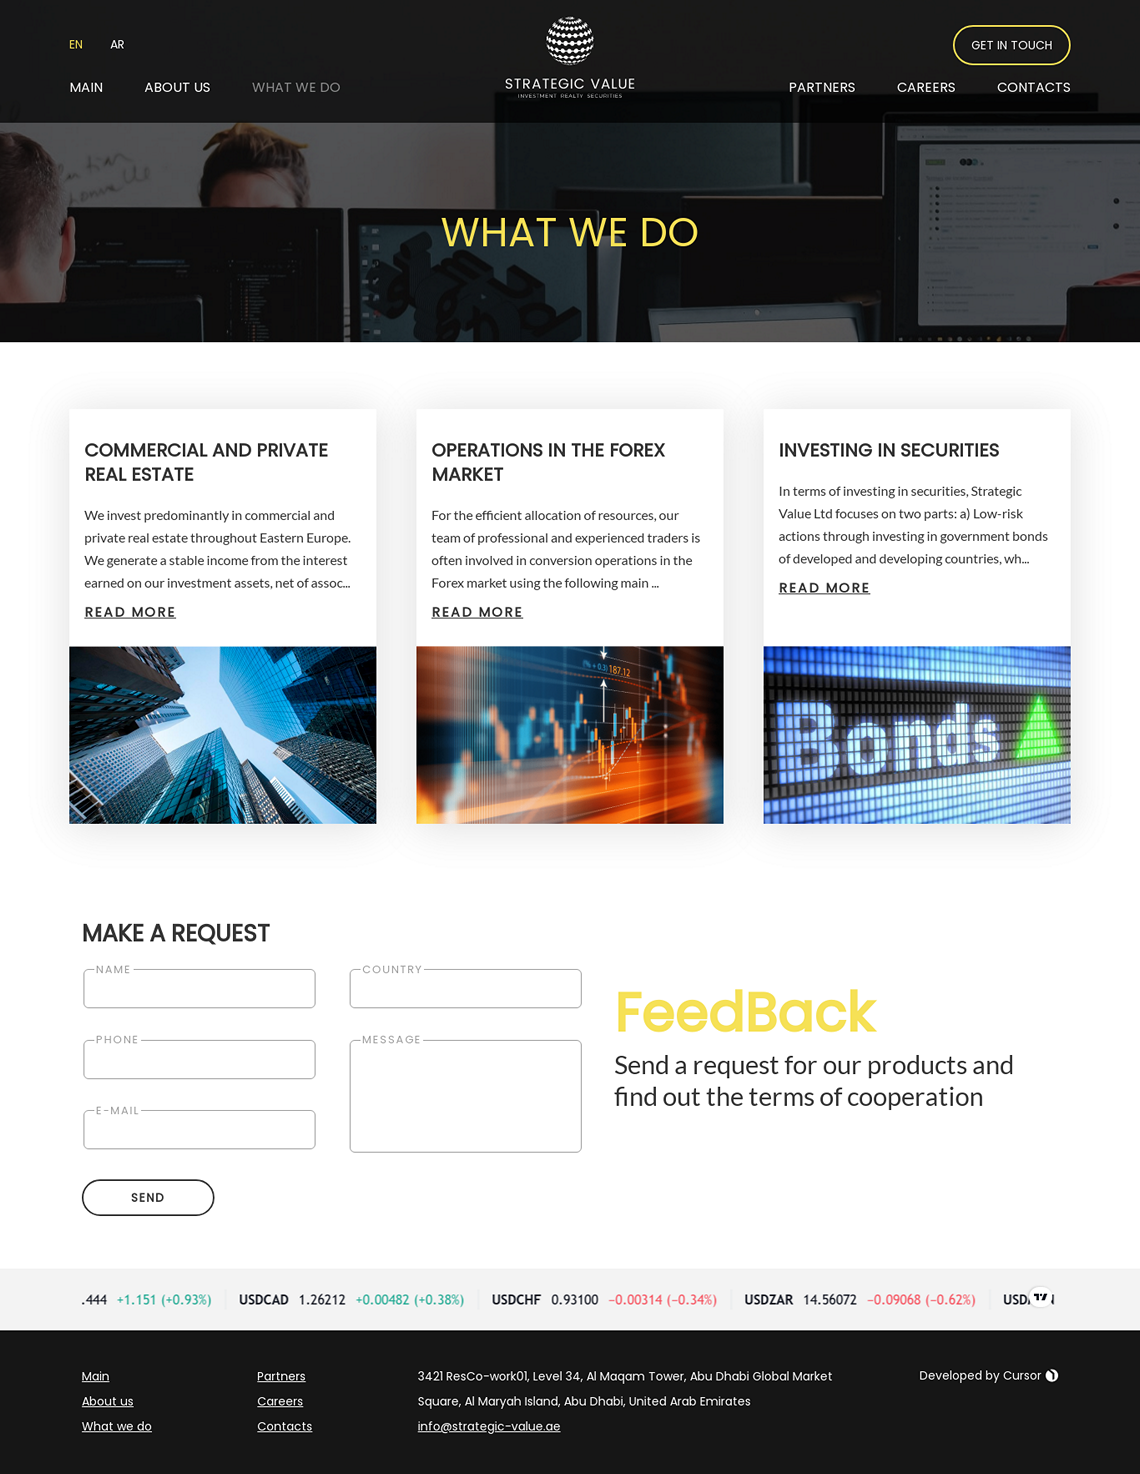 EN AR
GET IN TOUCH
STRATEGIC VALUE
INVESTMENT REALTY SECURITIES
MAIN ABOUT US WHAT WE DO
PARTNERS CAREERS CONTACTS
WHAT WE DO
COMMERCIAL AND PRIVATE
REAL ESTATE
We invest predominantly in commercial and
private real estate throughout Eastern Europe.
We generate a stable income from the interest
earned on our investment assets, net of assoc...
READ MORE
OPERATIONS IN THE FOREX
MARKET
For the efficient allocation of resources, our
team of professional and experienced traders is
often involved in conversion operations in the
Forex market using the following main ...
READ MORE
187.12
INVESTING IN SECURITIES
In terms of investing in securities, Strategic
Value Ltd focuses on two parts: a) Low-risk
actions through investing in government bonds
of developed and developing countries, wh...
READ MORE
Bonds
MAKE A REQUEST
NAME
COUNTRY
PHONE
MESSAGE
E-MAIL
SEND
FeedBack
Send a request for our products and
find out the terms of cooperation
.444 +1.151 (+0.93%) USDCAD 1.26212 +0.00482 (+0.38%) USDCHF 0.93100 −0.00314 (−0.34%) USDZAR 14.56072 −0.09068 (−0.62%)
Main
About us
What we do
Partners
Careers
Contacts
3421 ResCo-work01, Level 34, Al Maqam Tower, Abu Dhabi Global Market
Square, Al Maryah Island, Abu Dhabi, United Arab Emirates
info@strategic-value.ae
Developed by Cursor